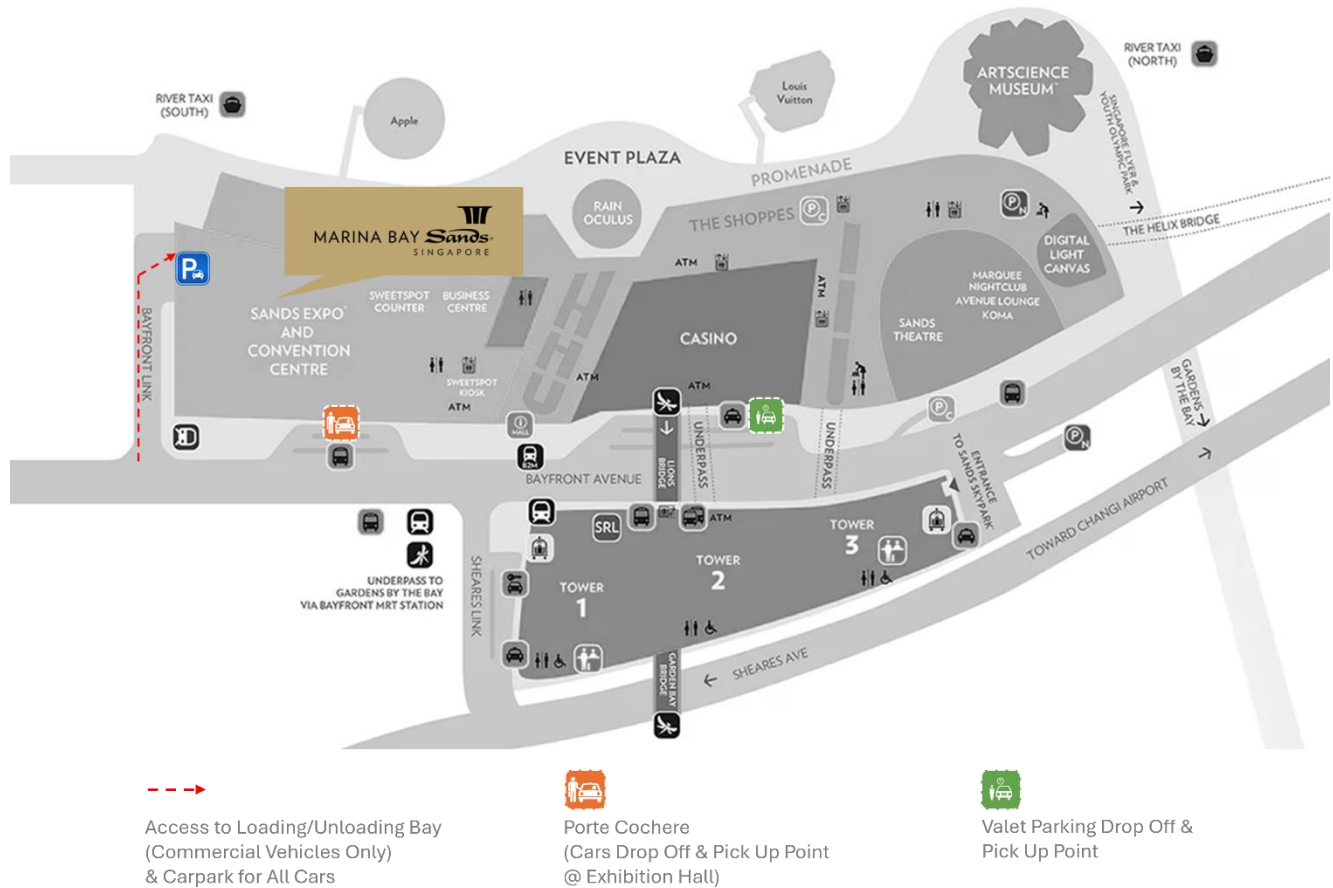 RIVER TAXI
(SOUTH)
Apple
Louis
Vuitton
ARTSCIENCE
MUSEUM™
RIVER TAXI
(NORTH)
SINGAPORE FLYER &
YOUTH OLYMPIC PARK
EVENT PLAZA
PROMENADE
RAIN
OCULUS
THE SHOPPES
P C
P N
THE HELIX BRIDGE
DIGITAL
LIGHT
CANVAS
MARINA BAY Sands®
SINGAPORE
P
BAYFRONT LINK
SANDS EXPO®
AND
CONVENTION
CENTRE
SWEETSPOT
COUNTER
BUSINESS
CENTRE
SWEETSPOT
KIOSK
ATM
ATM
ATM
ATM
ATM
CASINO
MARQUEE
NIGHTCLUB
AVENUE LOUNGE
KOMA
SANDS
THEATRE
GARDENS
BY THE BAY
i
MALL
B2M
BAYFRONT AVENUE
LIONS
BRIDGE
UNDERPASS
UNDERPASS
P C
P N
ENTRANCE
TO SANDS SKYPARK®
TOWARD CHANGI AIRPORT
SRL
ATM
TOWER
1
TOWER
2
TOWER
3
UNDERPASS TO
GARDENS BY THE BAY
VIA BAYFRONT MRT STATION
SHEARES LINK
GARDEN BAY
BRIDGE
SHEARES AVE
Access to Loading/Unloading Bay
(Commercial Vehicles Only)
& Carpark for All Cars
Porte Cochere
(Cars Drop Off & Pick Up Point
@ Exhibition Hall)
Valet Parking Drop Off &
Pick Up Point